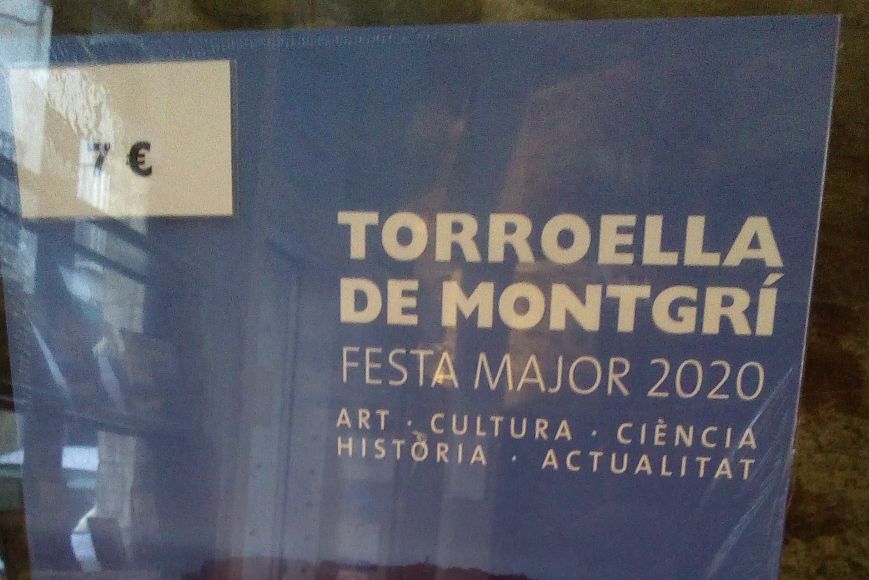 7 €
TORROELLA
DE MONTGRÍ
FESTA MAJOR 2020
ART · CULTURA · CIÈNCIA
HISTÒRIA · ACTUALITAT